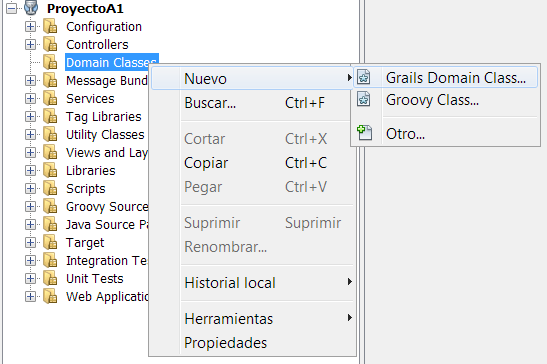 ProyectoA1
Configuration
Controllers
Domain Classes
Message Bund
Services
Tag Libraries
Utility Classes
Views and Lay
Libraries
Scripts
Groovy Source
Java Source Pa
Target
Integration Te
Unit Tests
Web Applicatio
Nuevo
Buscar... Ctrl+F
Cortar Ctrl+X
Copiar Ctrl+C
Pegar Ctrl+V
Suprimir Suprimir
Renombrar...
Historial local
Herramientas
Propiedades
Grails Domain Class...
Groovy Class...
Otro...